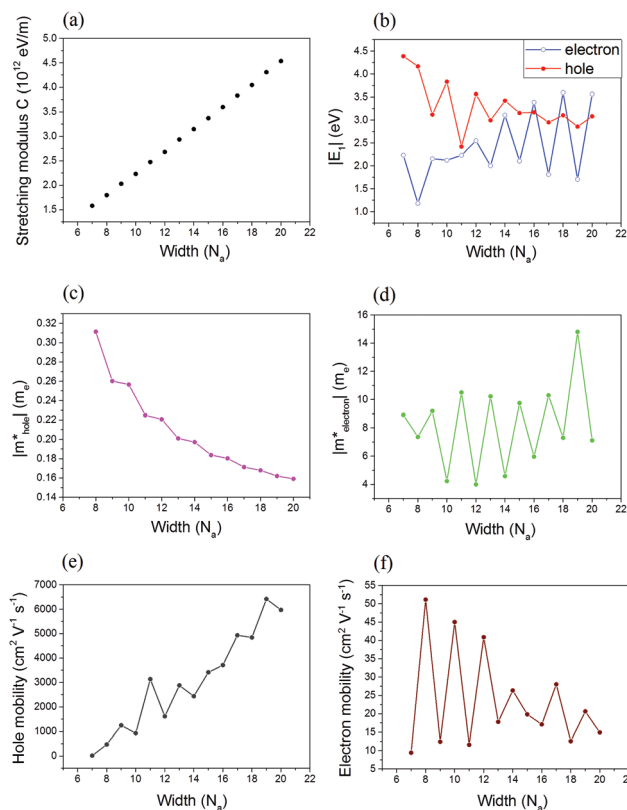 (a)
Stretching modulus C (10¹² eV/m)
5.0
4.5
4.0
3.5
3.0
2.5
2.0
1.5
6 8 10 12 14 16 18 20 22
Width (Nₐ)
(b)
electron
hole
|E₁| (eV)
4.5
4.0
3.5
3.0
2.5
2.0
1.5
1.0
6 8 10 12 14 16 18 20 22
Width (Nₐ)
(c)
|m*hole| (mₑ)
0.32
0.28
0.26
0.24
0.20
0.18
0.16
0.14
6 8 10 12 14 16 18 20 22
Width (Nₐ)
(d)
|m*electron| (mₑ)
16
14
12
10
8
6
4
6 8 10 12 14 16 18 20 22
Width (Nₐ)
(e)
Hole mobility (cm² V⁻¹ s⁻¹)
7000
6000
5000
4000
3000
2000
1000
0
6 8 10 12 14 16 18 20 22
Width (Nₐ)
(f)
Electron mobility (cm² V⁻¹ s⁻¹)
55
50
45
40
35
30
25
20
15
10
5
6 8 10 12 14 16 18 20 22
Width (Nₐ)